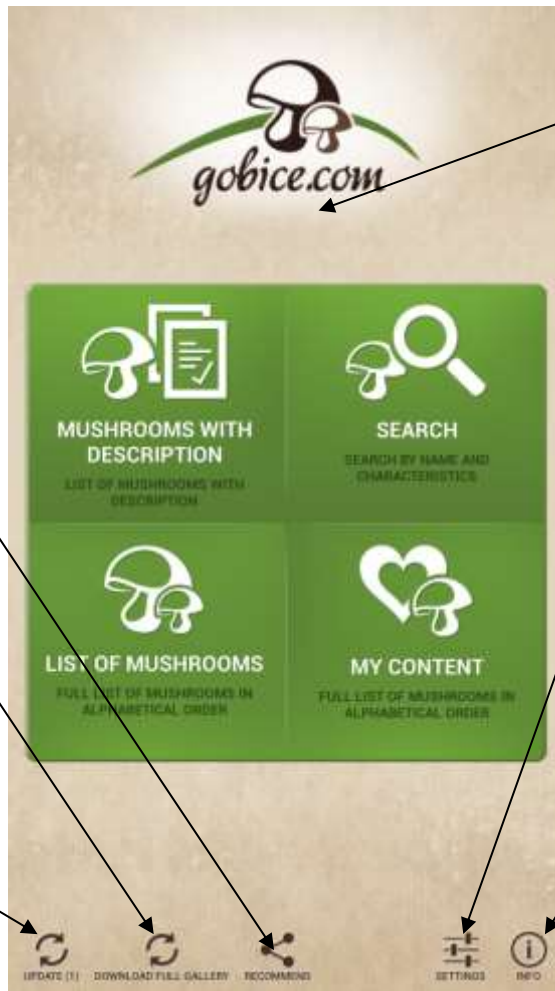 gobice.com
MUSHROOMS WITH
DESCRIPTION
LIST OF MUSHROOMS WITH
DESCRIPTION
SEARCH
SEARCH BY NAME AND
CHARACTERISTICS
LIST OF MUSHROOMS
FULL LIST OF MUSHROOMS IN
ALPHABETICAL ORDER
MY CONTENT
FULL LIST OF MUSHROOMS IN
ALPHABETICAL ORDER
UPDATE (1)
DOWNLOAD FULL GALLERY
RECOMMEND
SETTINGS
INFO